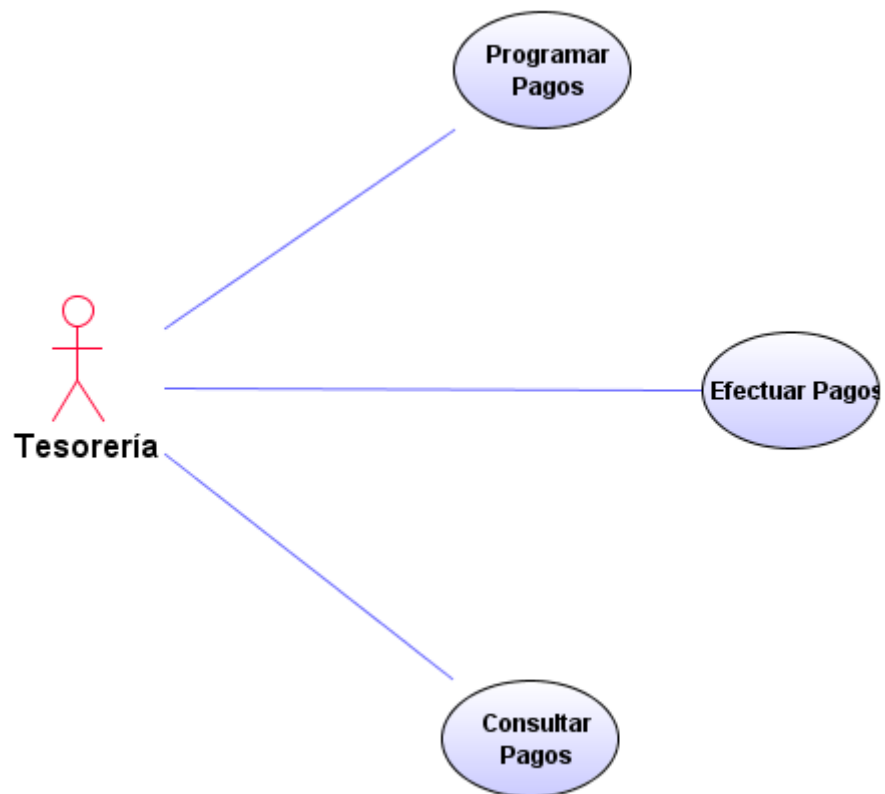 Programar
Pagos
Efectuar Pagos
Tesorería
Consultar
Pagos